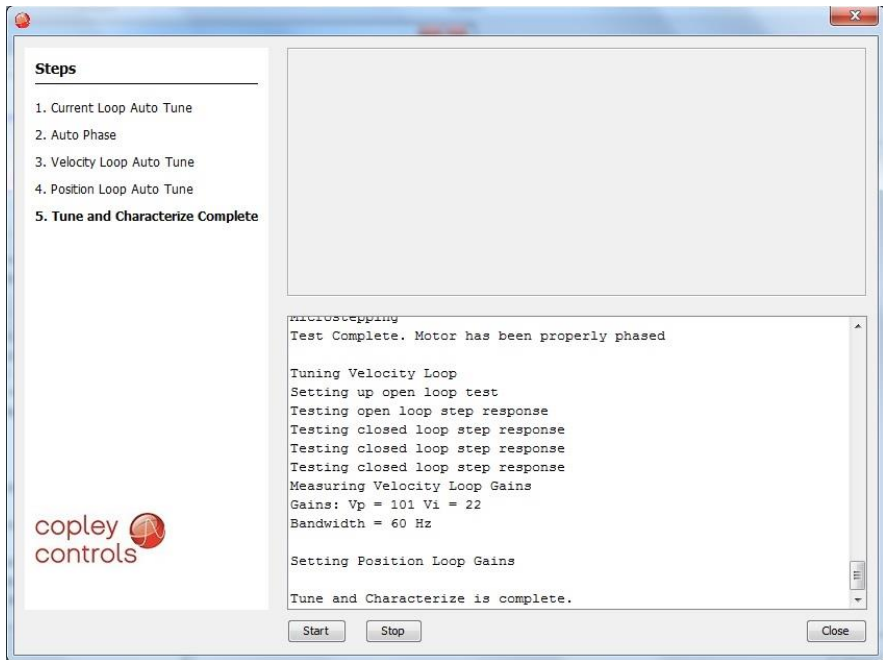 Steps
1. Current Loop Auto Tune
2. Auto Phase
3. Velocity Loop Auto Tune
4. Position Loop Auto Tune
5. Tune and Characterize Complete
copley
controls
Microstepping
Test Complete. Motor has been properly phased
Tuning Velocity Loop
Setting up open loop test
Testing open loop step response
Testing closed loop step response
Testing closed loop step response
Testing closed loop step response
Measuring Velocity Loop Gains
Gains: Vp = 101 Vi = 22
Bandwidth = 60 Hz
Setting Position Loop Gains
Tune and Characterize is complete.
Start Stop Close